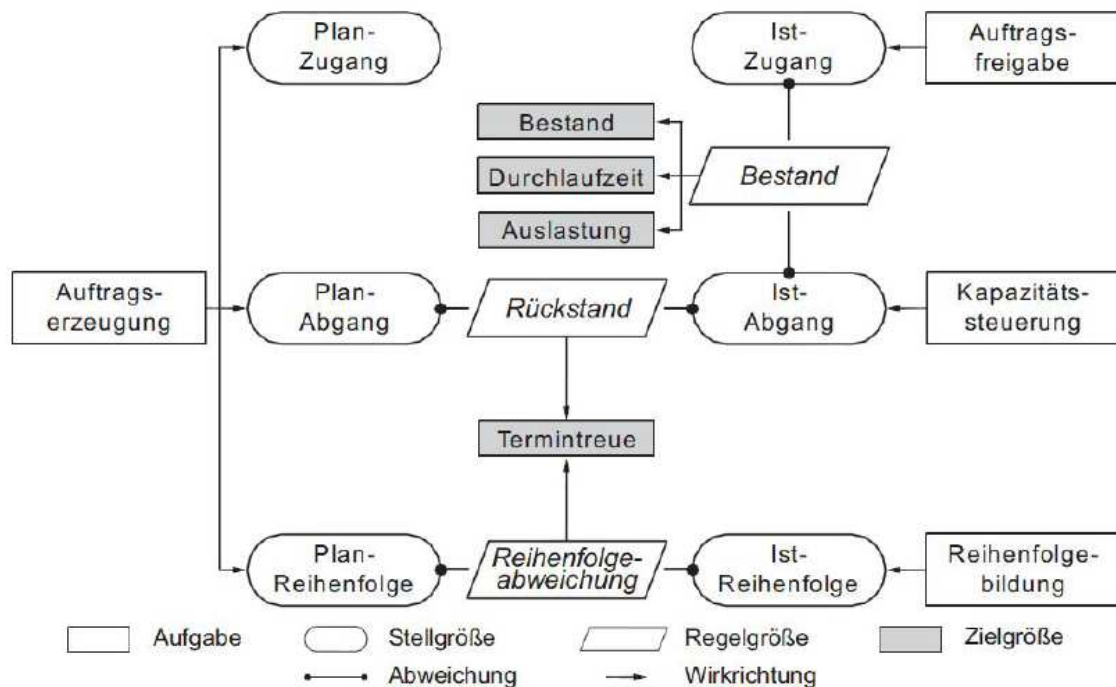 Plan-
Zugang
Ist-
Zugang
Auftrags-
freigabe
Bestand
Durchlaufzeit
Auslastung
Bestand
Auftrags-
erzeugung
Plan-
Abgang
Rückstand
Ist-
Abgang
Kapazitäts-
steuerung
Termintreue
Plan-
Reihenfolge
Reihenfolge-
abweichung
Ist-
Reihenfolge
Reihenfolge-
bildung
Aufgabe
Stellgröße
Regelgröße
Zielgröße
Abweichung
Wirkrichtung